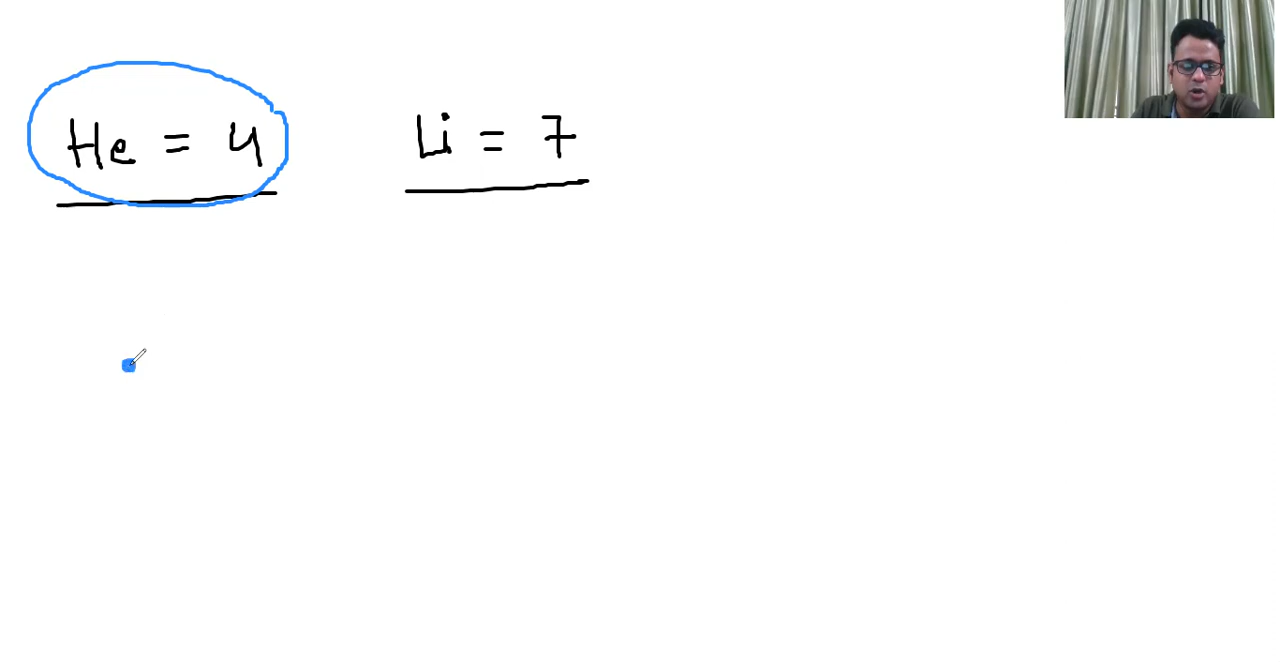 He = 4 Li = 7